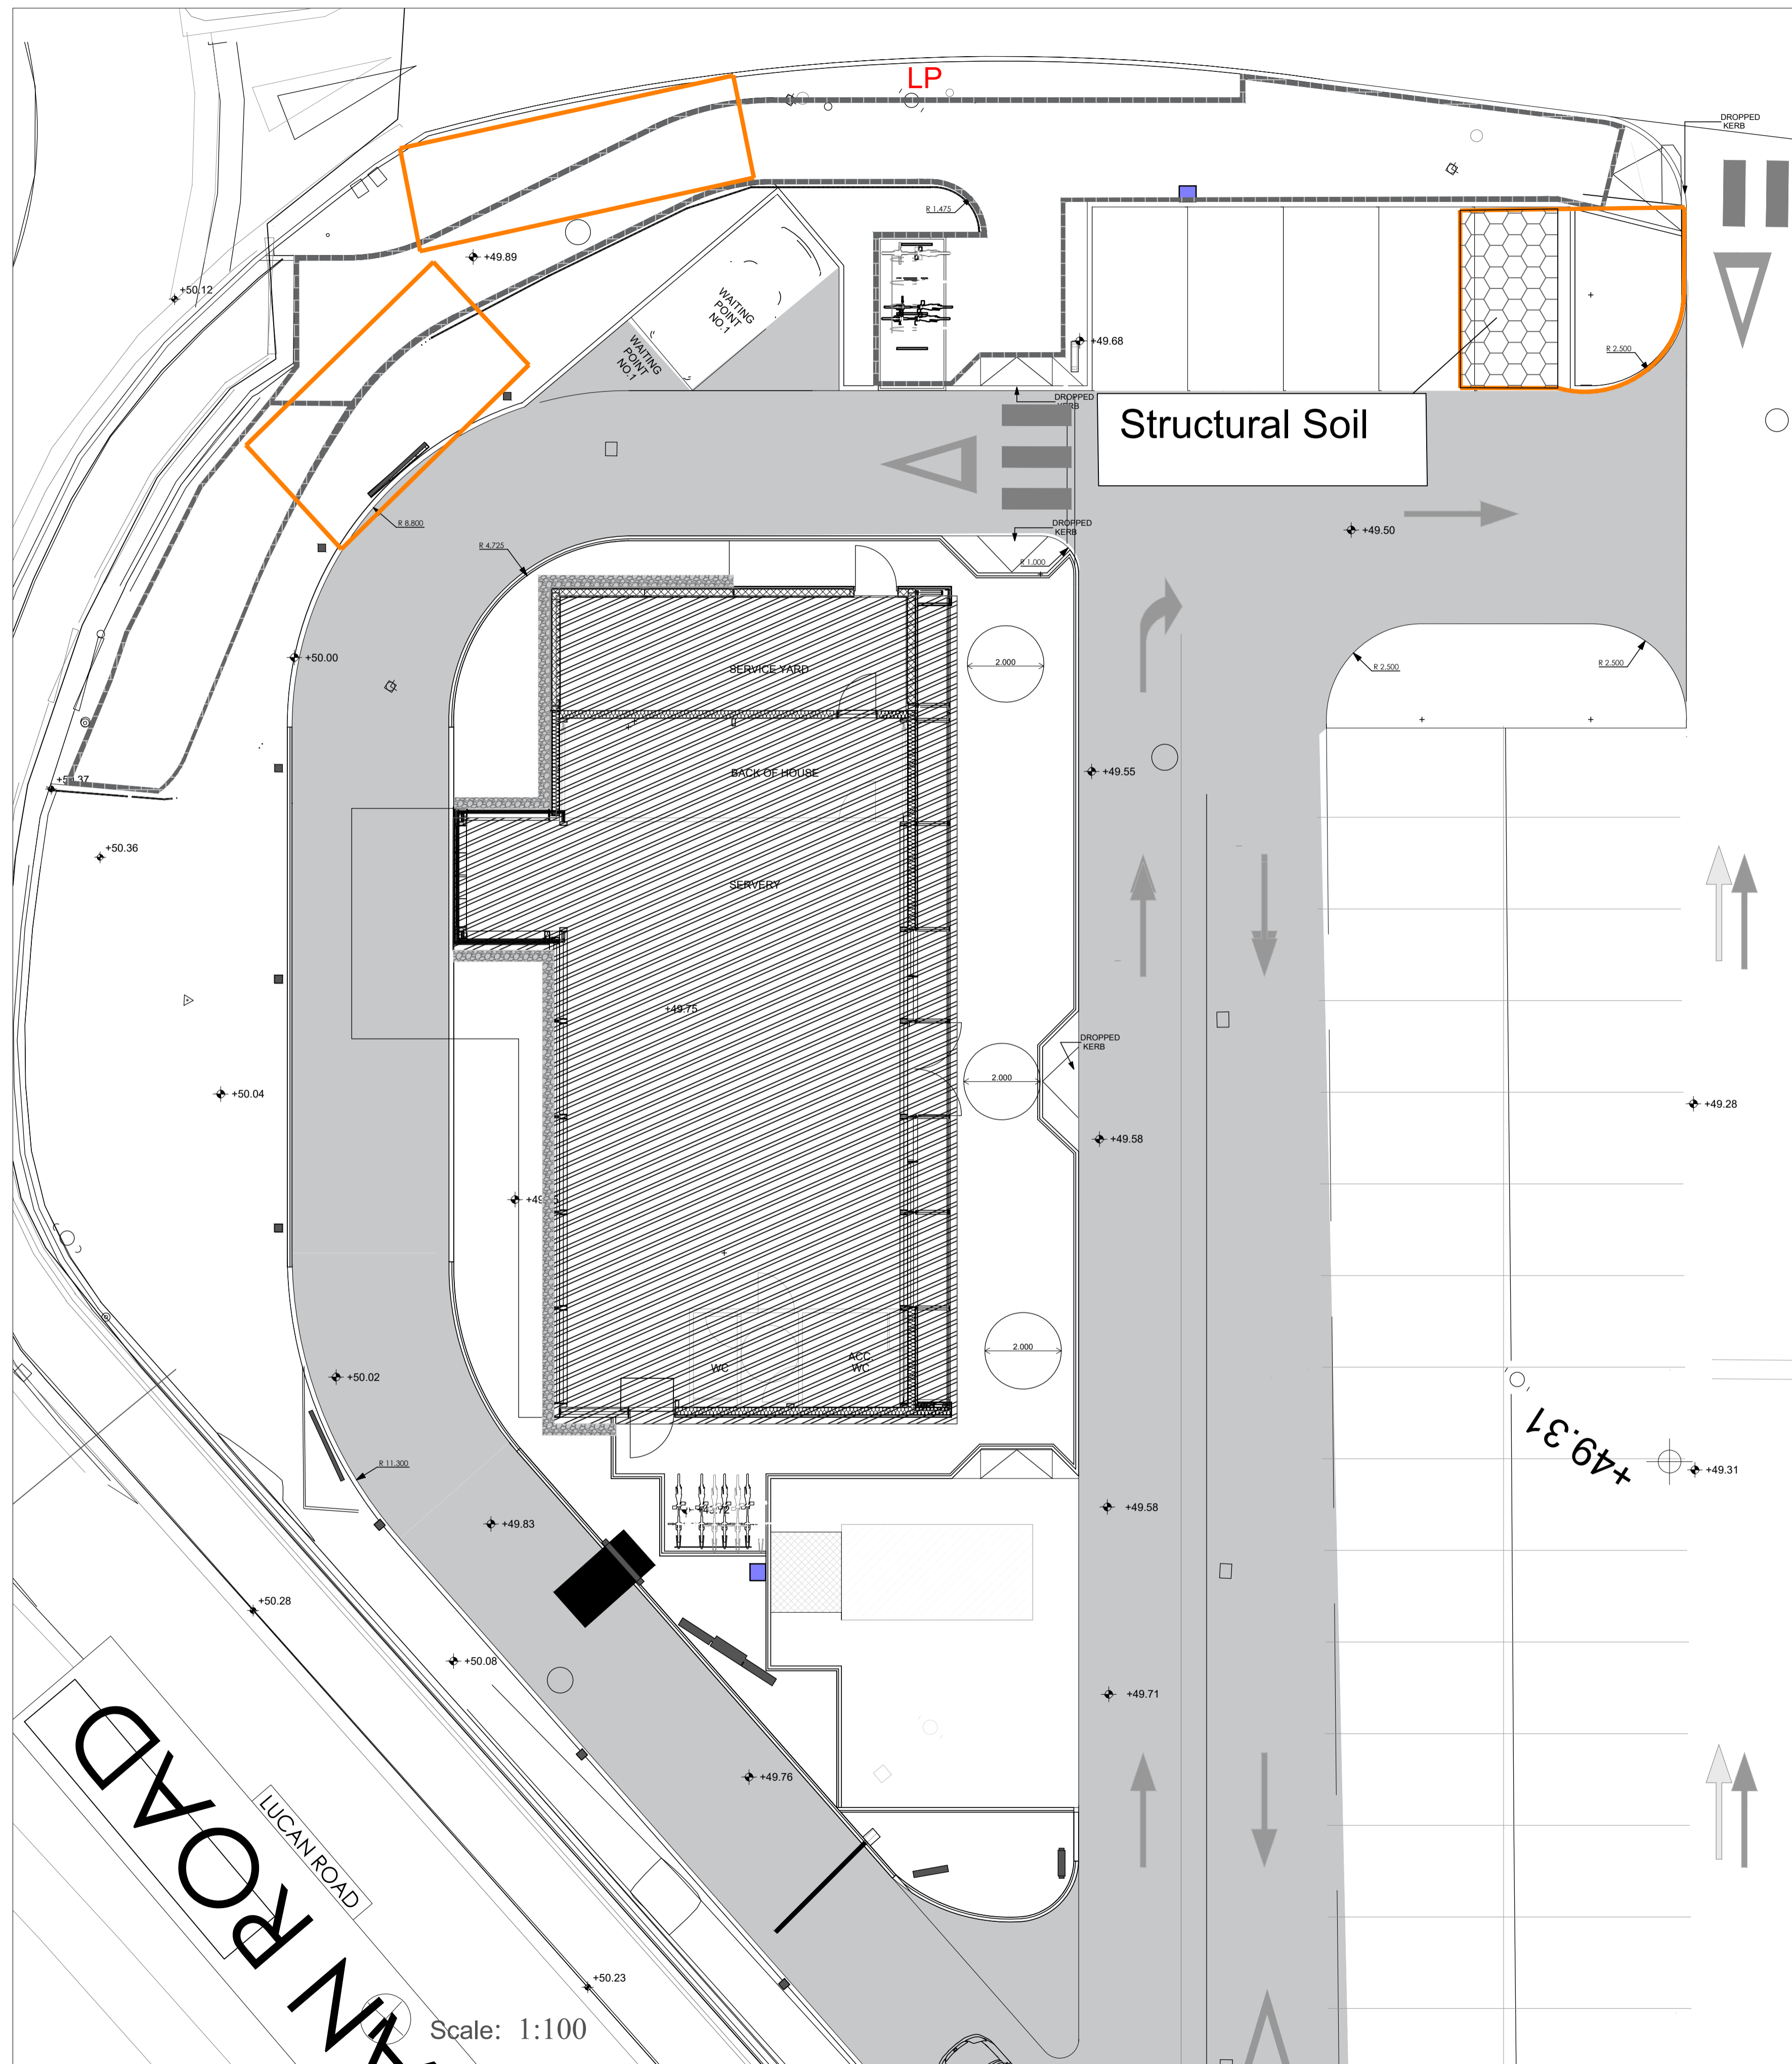 LP
DROPPED
KERB
R 1.475
+49.89
+50.12
WAITING
POINT
NO.1
WAITING
POINT
NO.1
+49.68
R 2.500
DROPPED
KERB
Structural Soil
+49.50
R 8.800
DROPPED
KERB
R 4.725
R 1.000
+50.00
SERVICE YARD
2.000
R 2.500
R 2.500
BACK OF HOUSE
+49.55
+50.36
SERVERY
+49.75
DROPPED
KERB
2.000
+50.04
+49.28
+49.58
2.000
WC
ACC.
WC
+50.02
+49.31
+49.31
R 11.300
+49.83
+49.58
+50.28
+50.08
+49.71
+49.76
ROAD
LUCAN ROAD
+50.23
Scale: 1:100